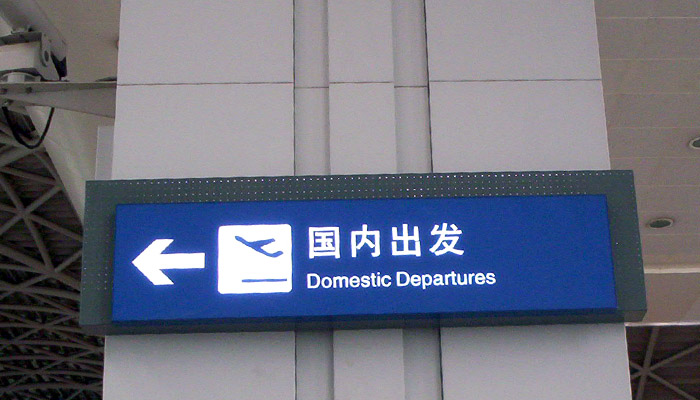 国内出发
Domestic Departures